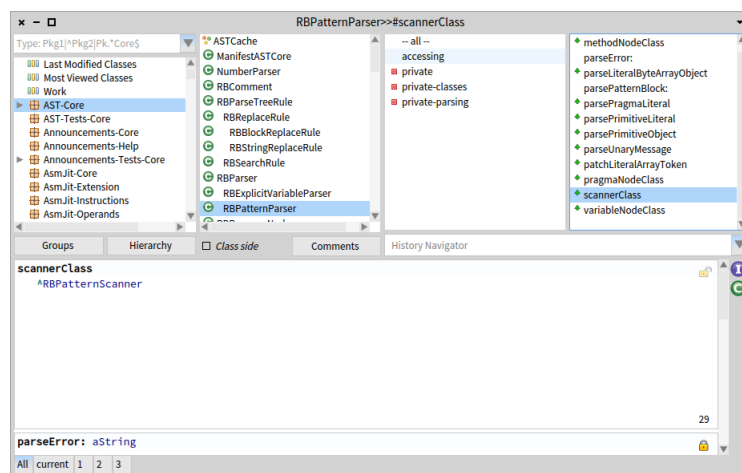 RBPatternParser>>#scannerClass
Type: Pkg1|^Pkg2|Pk.*Core$
Last Modified Classes
Most Viewed Classes
Work
AST-Core
AST-Tests-Core
Announcements-Core
Announcements-Help
Announcements-Tests-Core
AsmJit-Core
AsmJit-Extension
AsmJit-Instructions
AsmJit-Operands
ASTCache
ManifestASTCore
NumberParser
RBComment
RBParseTreeRule
RBReplaceRule
RBBlockReplaceRule
RBStringReplaceRule
RBSearchRule
RBParser
RBExplicitVariableParser
RBPatternParser
-- all --
accessing
private
private-classes
private-parsing
methodNodeClass
parseError:
parseLiteralByteArrayObject
parsePatternBlock:
parsePragmaLiteral
parsePrimitiveLiteral
parsePrimitiveObject
parseUnaryMessage
patchLiteralArrayToken
pragmaNodeClass
scannerClass
variableNodeClass
Groups
Hierarchy
Class side
Comments
History Navigator
scannerClass
^RBPatternScanner
29
parseError: aString
All current 1 2 3